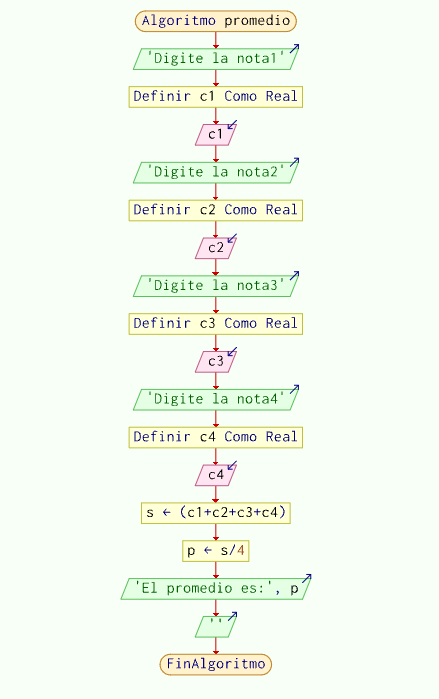 Algoritmo promedio
'Digite la nota1'
Definir c1 Como Real
c1
'Digite la nota2'
Definir c2 Como Real
c2
'Digite la nota3'
Definir c3 Como Real
c3
'Digite la nota4'
Definir c4 Como Real
c4
s ← (c1+c2+c3+c4)
p ← s/4
'El promedio es:', p
''
FinAlgoritmo